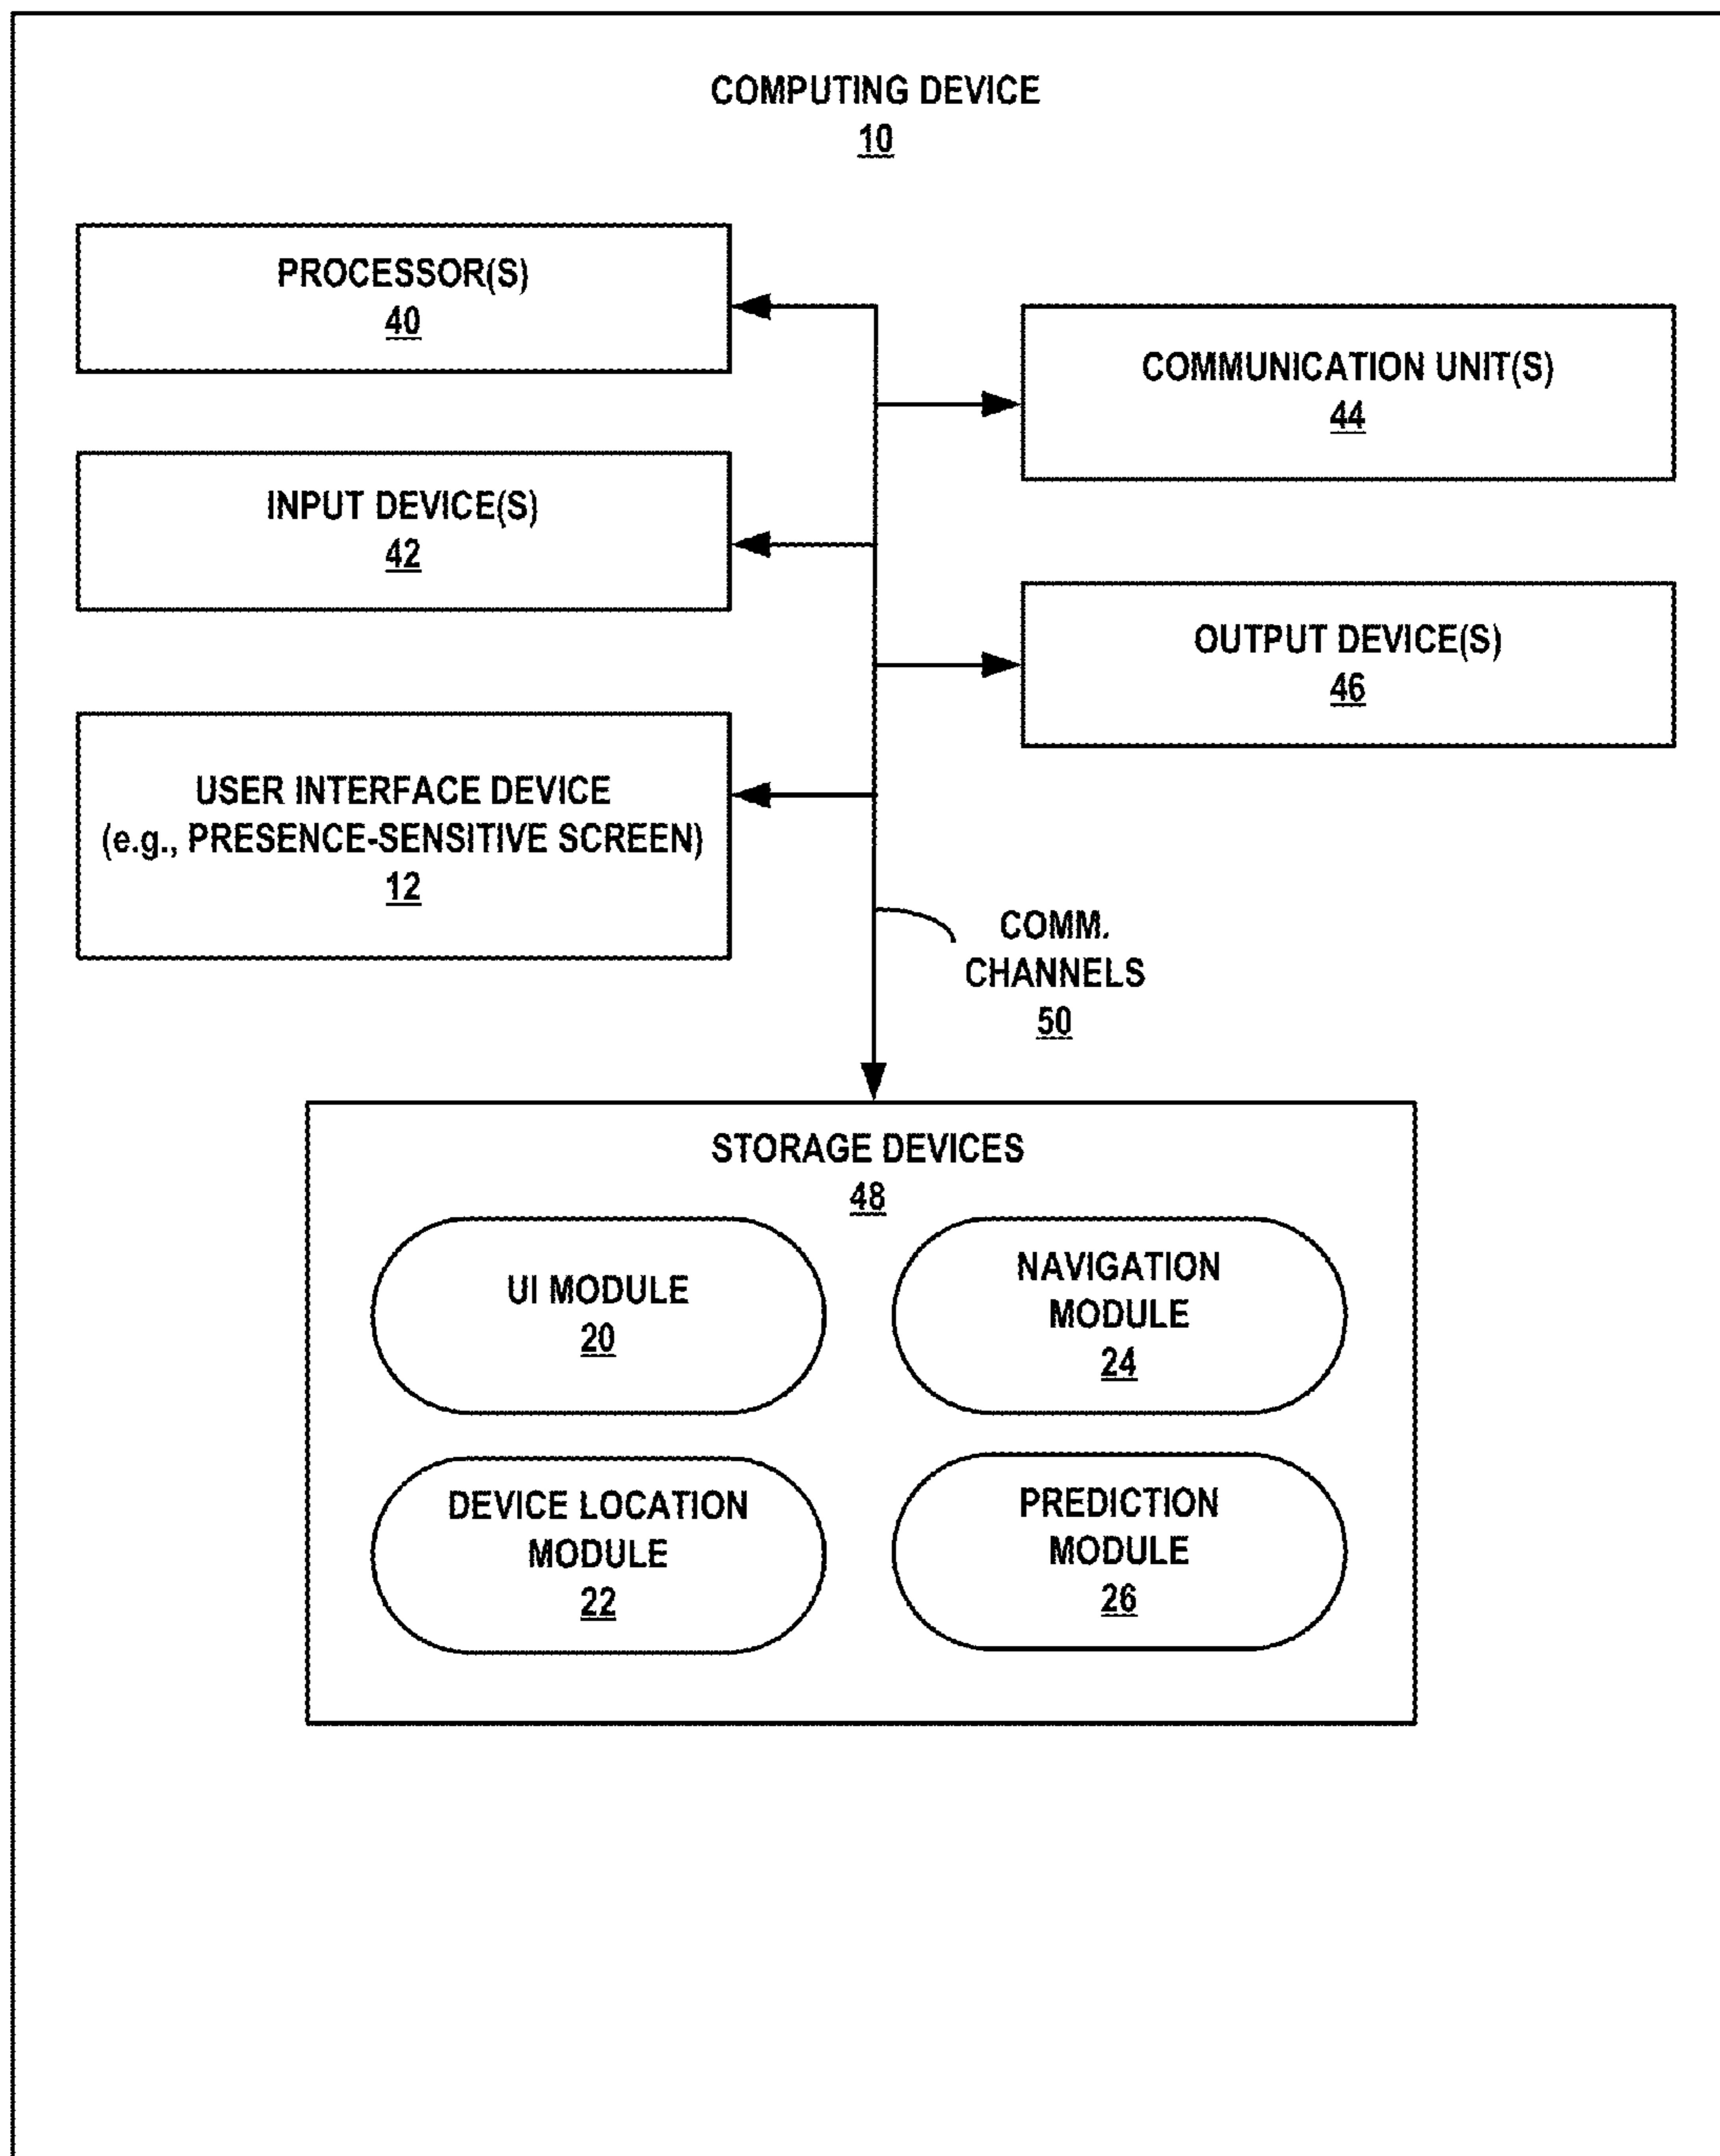 COMPUTING DEVICE
10
PROCESSOR(S)
40
COMMUNICATION UNIT(S)
44
INPUT DEVICE(S)
42
OUTPUT DEVICE(S)
46
USER INTERFACE DEVICE
(e.g., PRESENCE-SENSITIVE SCREEN)
12
COMM.
CHANNELS
50
STORAGE DEVICES
48
UI MODULE
20
NAVIGATION
MODULE
24
DEVICE LOCATION
MODULE
22
PREDICTION
MODULE
26